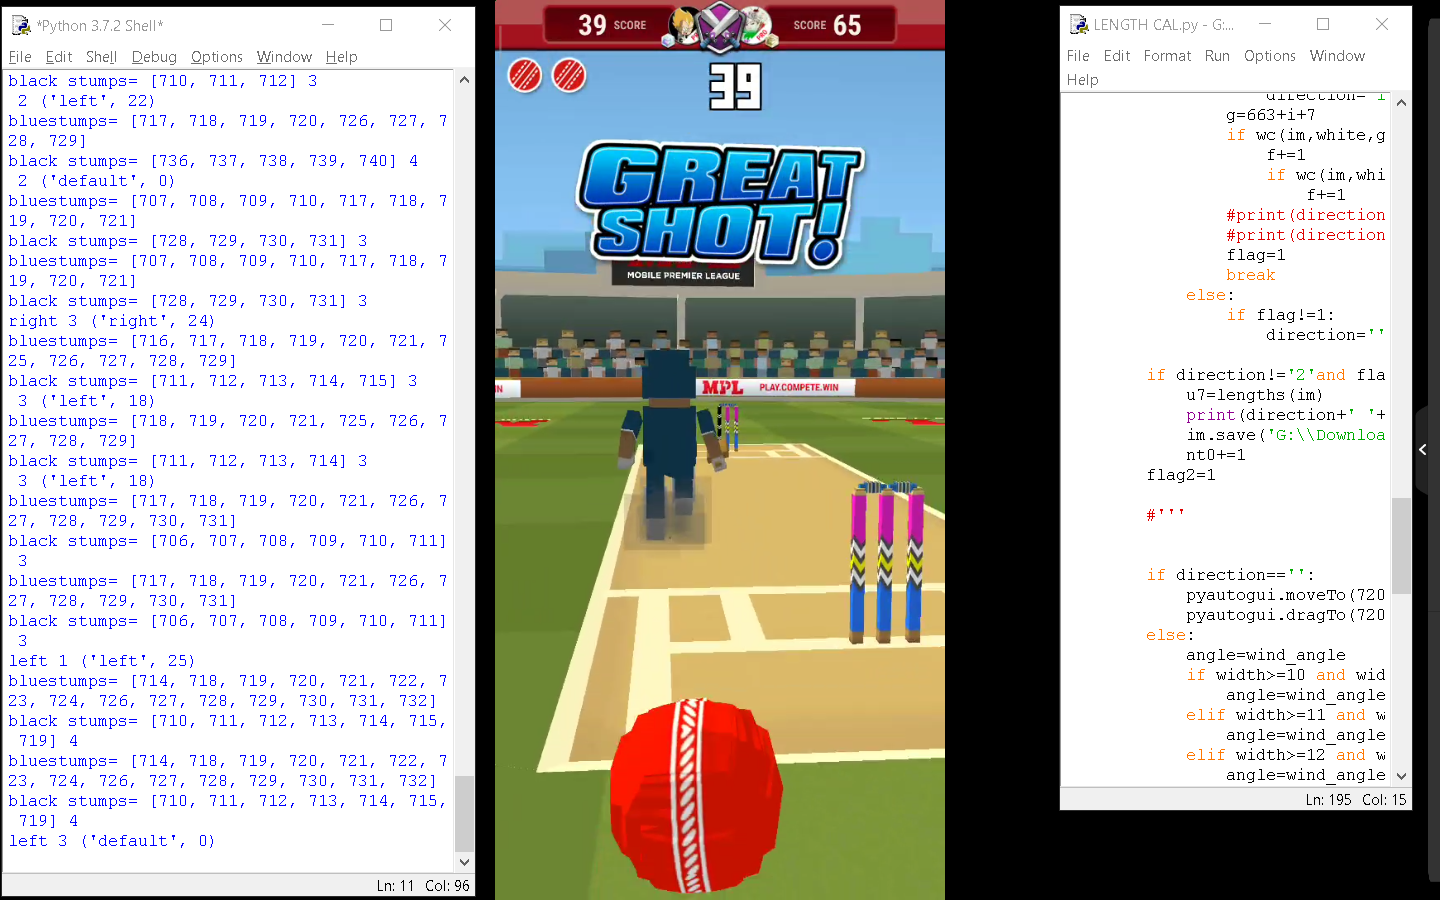 *Python 3.7.2 Shell*
File Edit Shell Debug Options Window Help
black stumps= [710, 711, 712] 3
2 ('left', 22)
bluestumps= [717, 718, 719, 720, 726, 727, 7
28, 729]
black stumps= [736, 737, 738, 739, 740] 4
2 ('default', 0)
bluestumps= [707, 708, 709, 710, 717, 718, 7
19, 720, 721]
black stumps= [728, 729, 730, 731] 3
bluestumps= [707, 708, 709, 710, 717, 718, 7
19, 720, 721]
black stumps= [728, 729, 730, 731] 3
right 3 ('right', 24)
bluestumps= [716, 717, 718, 719, 720, 721, 7
25, 726, 727, 728, 729]
black stumps= [711, 712, 713, 714, 715] 3
3 ('left', 18)
bluestumps= [718, 719, 720, 721, 725, 726, 7
27, 728, 729]
black stumps= [711, 712, 713, 714] 3
3 ('left', 18)
bluestumps= [717, 718, 719, 720, 721, 726, 7
27, 728, 729, 730, 731]
black stumps= [706, 707, 708, 709, 710, 711]
3
bluestumps= [717, 718, 719, 720, 721, 726, 7
27, 728, 729, 730, 731]
black stumps= [706, 707, 708, 709, 710, 711]
3
left 1 ('left', 25)
bluestumps= [714, 718, 719, 720, 721, 722, 7
23, 724, 726, 727, 728, 729, 730, 731, 732]
black stumps= [710, 711, 712, 713, 714, 715,
719] 4
bluestumps= [714, 718, 719, 720, 721, 722, 7
23, 724, 726, 727, 728, 729, 730, 731, 732]
black stumps= [710, 711, 712, 713, 714, 715,
719] 4
left 3 ('default', 0)
Ln: 11 Col: 96
39 SCORE SCORE 65
PRO
39
GREAT
SHOT!
MOBILE PREMIER LEAGUE
IN MPL PLAY.COMPETE.WIN
LENGTH CAL.py - G:...
File Edit Format Run Options Window
Help
direction='i
g=663+i+7
if wc(im,white,g
f+=1
if wc(im,whi
f+=1
#print(direction
#print(direction
flag=1
break
else:
if flag!=1:
direction=''
if direction!='2'and fla
u7=lengths(im)
print(direction+' '+
im.save('G:\\Downloa
nt0+=1
flag2=1
#'''
if direction=='':
pyautogui.moveTo(720
pyautogui.dragTo(720
else:
angle=wind_angle
if width>=10 and wid
angle=wind_angle
elif width>=11 and w
angle=wind_angle
elif width>=12 and w
angle=wind_angle
Ln: 195 Col: 15